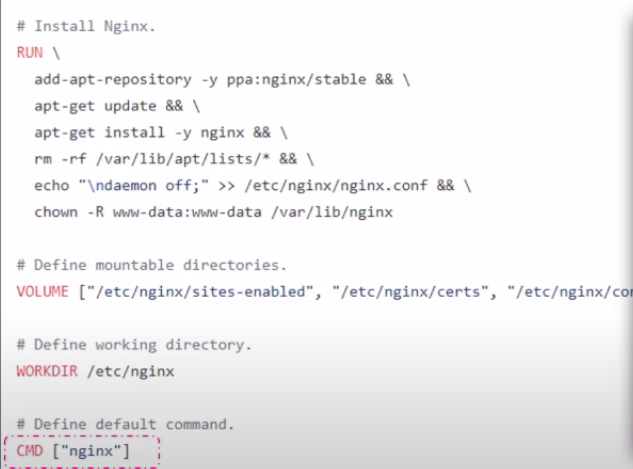 # Install Nginx.
RUN \
add-apt-repository -y ppa:nginx/stable && \
apt-get update && \
apt-get install -y nginx && \
rm -rf /var/lib/apt/lists/* && \
echo "\ndaemon off;" >> /etc/nginx/nginx.conf && \
chown -R www-data:www-data /var/lib/nginx
# Define mountable directories.
VOLUME ["/etc/nginx/sites-enabled", "/etc/nginx/certs", "/etc/nginx/cor
# Define working directory.
WORKDIR /etc/nginx
# Define default command.
CMD ["nginx"]